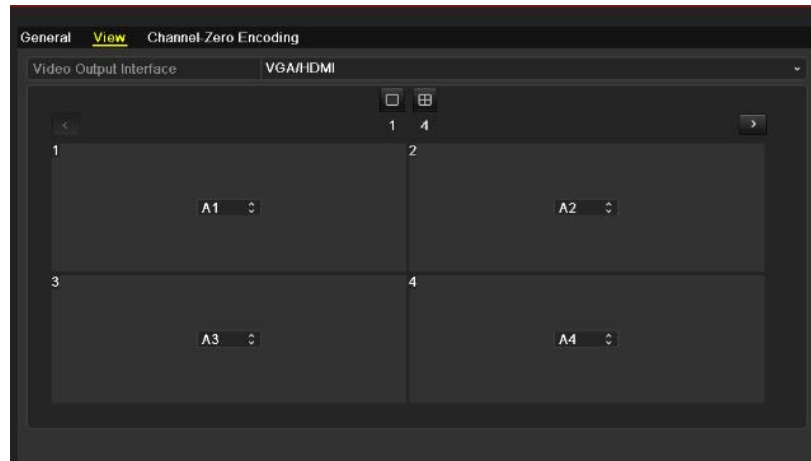 General View Channel-Zero Encoding
Video Output Interface VGA/HDMI
1 4
1 2
A1 A2
3 4
A3 A4